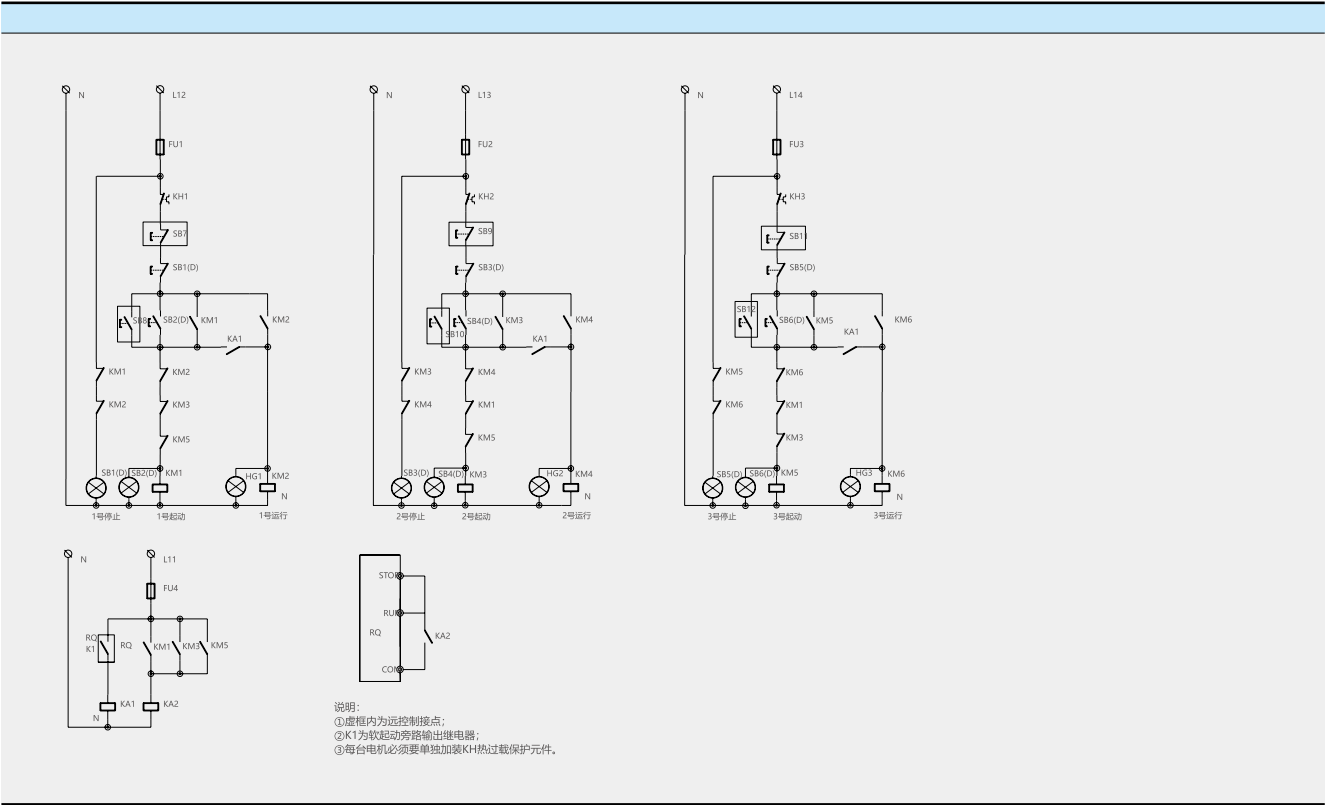 N
L12
FU1
KH1
SB7
SB1(D)
SB8
SB2(D)
KM1
KM2
KA1
KM1
KM2
KM2
KM3
KM5
SB1(D)
SB2(D)
KM1
HG1
KM2
N
1号停止
1号起动
1号运行
N
L13
FU2
KH2
SB9
SB3(D)
SB10
SB4(D)
KM3
KM4
KA1
KM3
KM4
KM4
KM1
KM5
SB3(D)
SB4(D)
KM3
HG2
KM4
N
2号停止
2号起动
2号运行
N
L14
FU3
KH3
SB11
SB5(D)
SB12
SB6(D)
KM5
KM6
KA1
KM5
KM6
KM6
KM1
KM3
SB5(D)
SB6(D)
KM5
HG3
KM6
N
3号停止
3号起动
3号运行
N
L11
FU4
RQ
K1
RQ
KM1
KM3
KM5
KA1
KA2
N
STOP
RUN
RQ
KA2
COM
说明：
①虚框内为远控制接点；
②K1为软起动旁路输出继电器；
③每台电机必须要单独加装KH热过载保护元件。